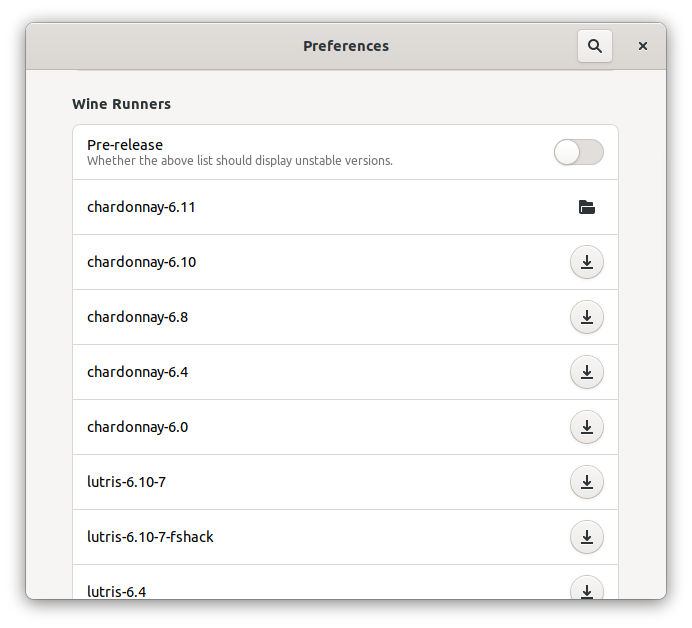 Preferences
Wine Runners
Pre-release
Whether the above list should display unstable versions.
chardonnay-6.11
chardonnay-6.10
chardonnay-6.8
chardonnay-6.4
chardonnay-6.0
lutris-6.10-7
lutris-6.10-7-fshack
lutris-6.4